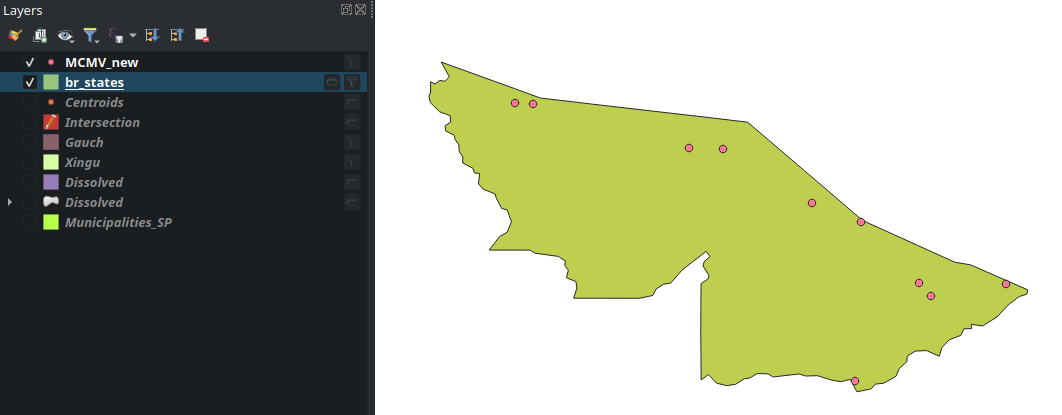 Layers
MCMV_new
br_states
Centroids
Intersection
Gauch
Xingu
Dissolved
Dissolved
Municipalities_SP